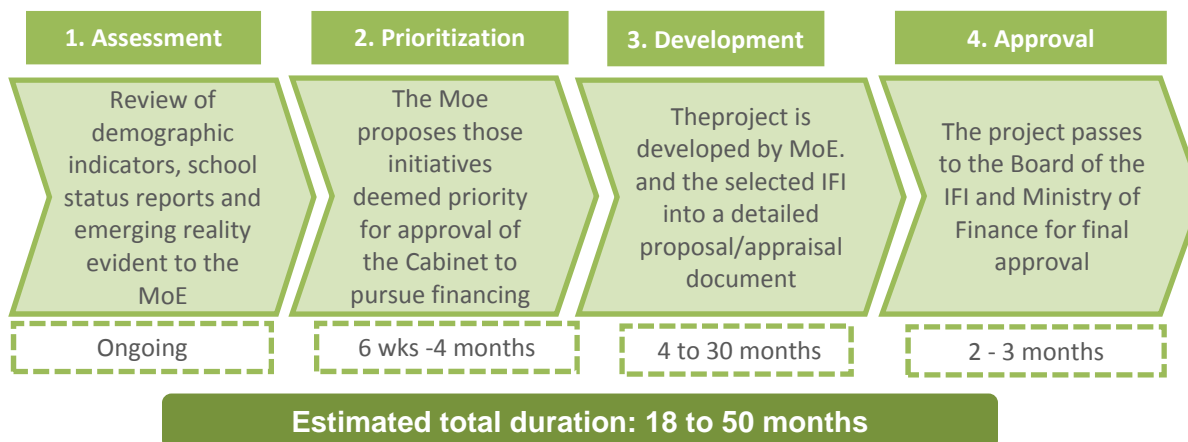 1. Assessment
Review of
demographic
indicators, school
status reports and
emerging reality
evident to the
MoE
Ongoing
2. Prioritization
The Moe
proposes those
initiatives
deemed priority
for approval of
the Cabinet to
pursue financing
6 wks -4 months
3. Development
Theproject is
developed by MoE.
and the selected IFI
into a detailed
proposal/appraisal
document
4 to 30 months
4. Approval
The project passes
to the Board of the
IFI and Ministry of
Finance for final
approval
2 - 3 months
Estimated total duration: 18 to 50 months